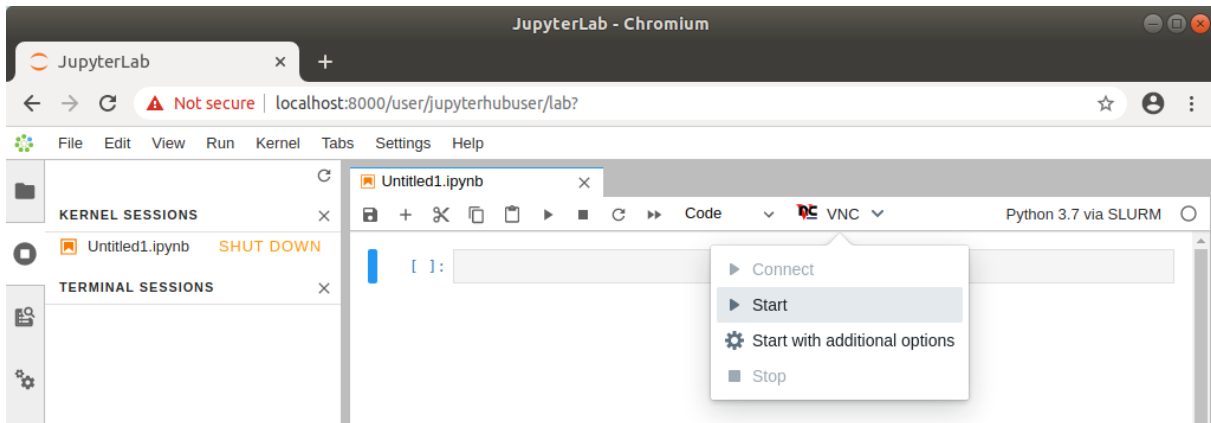 JupyterLab - Chromium
JupyterLab
Not secure | localhost:8000/user/jupyterhubuser/lab?
File Edit View Run Kernel Tabs Settings Help
Untitled1.ipynb
Code VNC Python 3.7 via SLURM
KERNEL SESSIONS
Untitled1.ipynb SHUT DOWN
TERMINAL SESSIONS
[ ]:
Connect
Start
Start with additional options
Stop